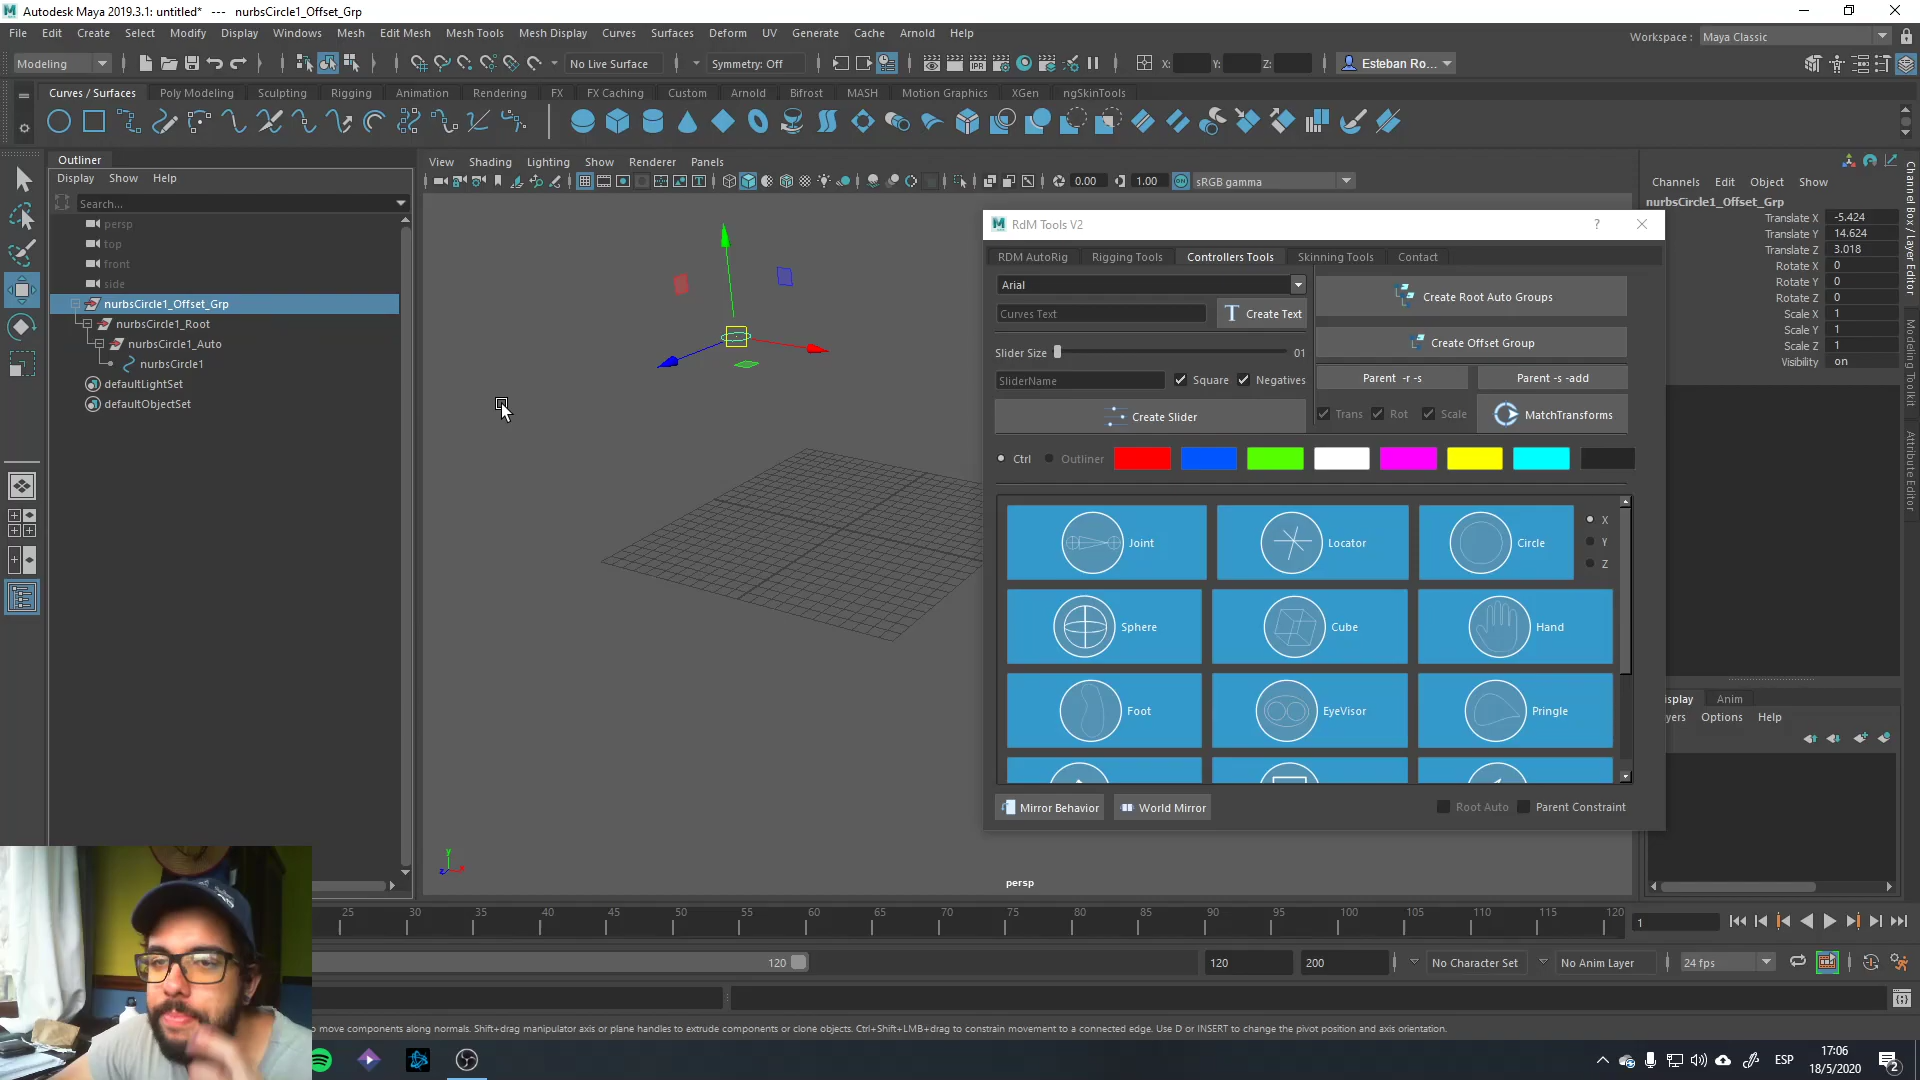 Autodesk Maya 2019.3.1: untitled*   ---   nurbsCircle1_Offset_Grp
File Edit Create Select Modify Display Windows Mesh Edit Mesh Mesh Tools Mesh Display Curves Surfaces Deform UV Generate Cache Arnold Help
Workspace : Maya Classic
Modeling No Live Surface Symmetry: Off X: Y: Z: Esteban Ro...
Curves / Surfaces Poly Modeling Sculpting Rigging Animation Rendering FX FX Caching Custom Arnold Bifrost MASH Motion Graphics XGen ngSkinTools
IPR
Outliner
Display Show Help
Search...
persp
top
front
side
nurbsCircle1_Offset_Grp
nurbsCircle1_Root
nurbsCircle1_Auto
nurbsCircle1
defaultLightSet
defaultObjectSet
View Shading Lighting Show Renderer Panels
0.00 1.00 sRGB gamma
RdM Tools V2 ?
RDM AutoRig Rigging Tools Controllers Tools Skinning Tools Contact
Arial
Curves Text Create Text
Slider Size 01
SliderName Square Negatives
Create Slider
Create Root Auto Groups
Create Offset Group
Parent -r -s Parent -s -add
Trans Rot Scale MatchTransforms
Ctrl Outliner
Joint Locator Circle X
Y
Z
Sphere Cube Hand
Foot EyeVisor Pringle
Mirror Behavior World Mirror Root Auto Parent Constraint
persp
y
z
Channels Edit Object Show
nurbsCircle1_Offset_Grp
Translate X -5.424
Translate Y 14.624
Translate Z 3.018
Rotate X 0
Rotate Y 0
Rotate Z 0
Scale X 1
Scale Y 1
Scale Z 1
Visibility on
Channel Box / Layer Editor
Modeling Toolkit
Attribute Editor
isplay Anim
yers Options Help
25 30 35 40 45 50 55 60 65 70 75 80 85 90 95 100 105 110 115 120
1
120 120 200 No Character Set No Anim Layer 24 fps
o move components along normals. Shift+drag manipulator axis or plane handles to extrude components or clone objects. Ctrl+Shift+LMB+drag to constrain movement to a connected edge. Use D or INSERT to change the pivot position and axis orientation.
ESP
17:06
18/5/2020
2